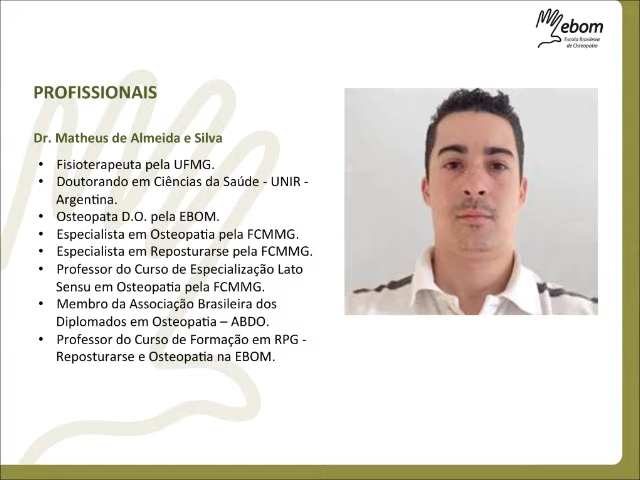 ebom
Escola Brasileira
de Osteopatia
PROFISSIONAIS
Dr. Matheus de Almeida e Silva
• Fisioterapeuta pela UFMG.
• Doutorando em Ciências da Saúde - UNIR -
Argentina.
• Osteopata D.O. pela EBOM.
• Especialista em Osteopatia pela FCMMG.
• Especialista em Reposturarse pela FCMMG.
• Professor do Curso de Especialização Lato
Sensu em Osteopatia pela FCMMG.
• Membro da Associação Brasileira dos
Diplomados em Osteopatia – ABDO.
• Professor do Curso de Formação em RPG -
Reposturarse e Osteopatia na EBOM.